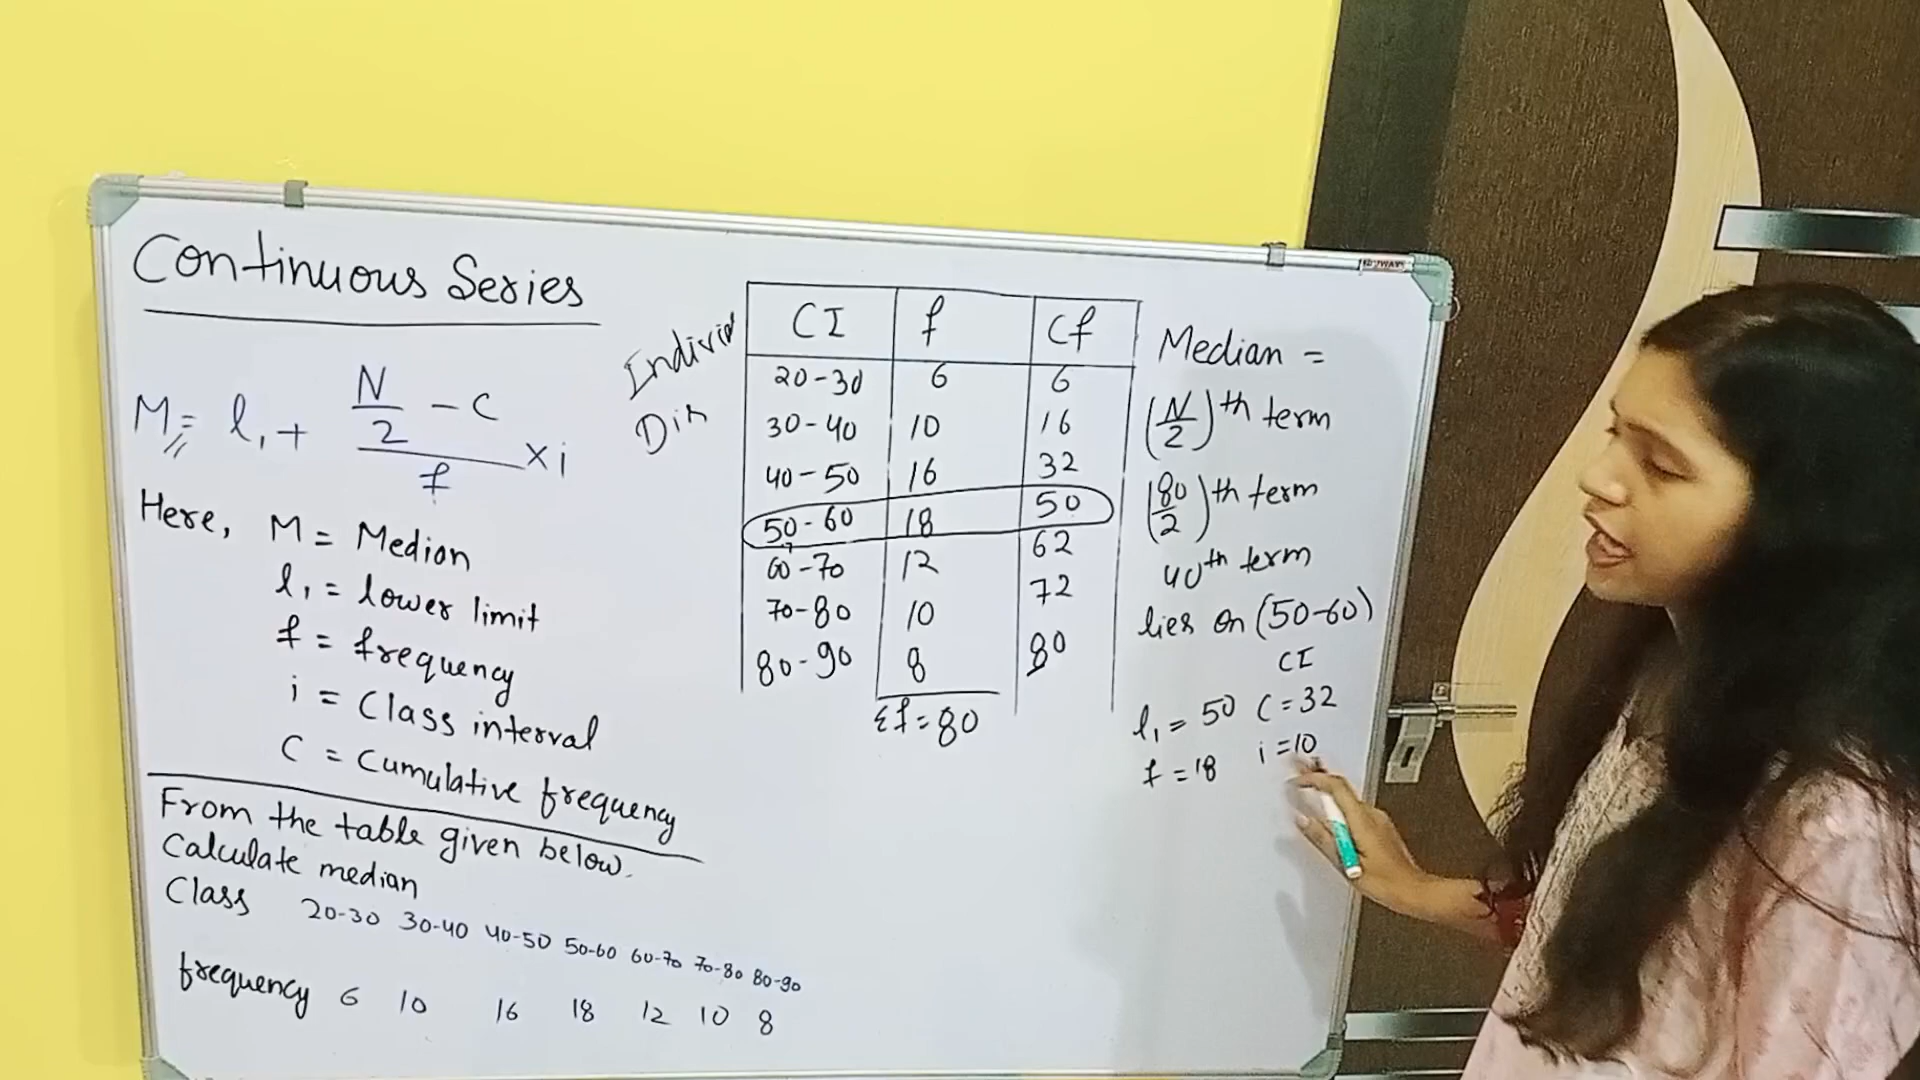 Continuous Series
M = l₁ + (N/2 - C)/f × i
Here, M = Median
l₁ = lower limit
f = frequency
i = Class interval
C = Cumulative frequency
From the table given below.
Calculate median
Class 20-30 30-40 40-50 50-60 60-70 70-80 80-90
frequency 6 10 16 18 12 10 8
Individ
Dis
CI f Cf
20-30 6 6
30-40 10 16
40-50 16 32
50-60 18 50
60-70 12 62
70-80 10 72
80-90 8 80
Σf = 80
Median =
(N/2)th term
(80/2)th term
40th term
lies on (50-60)
CI
l₁ = 50 C = 32
f = 18 i = 10